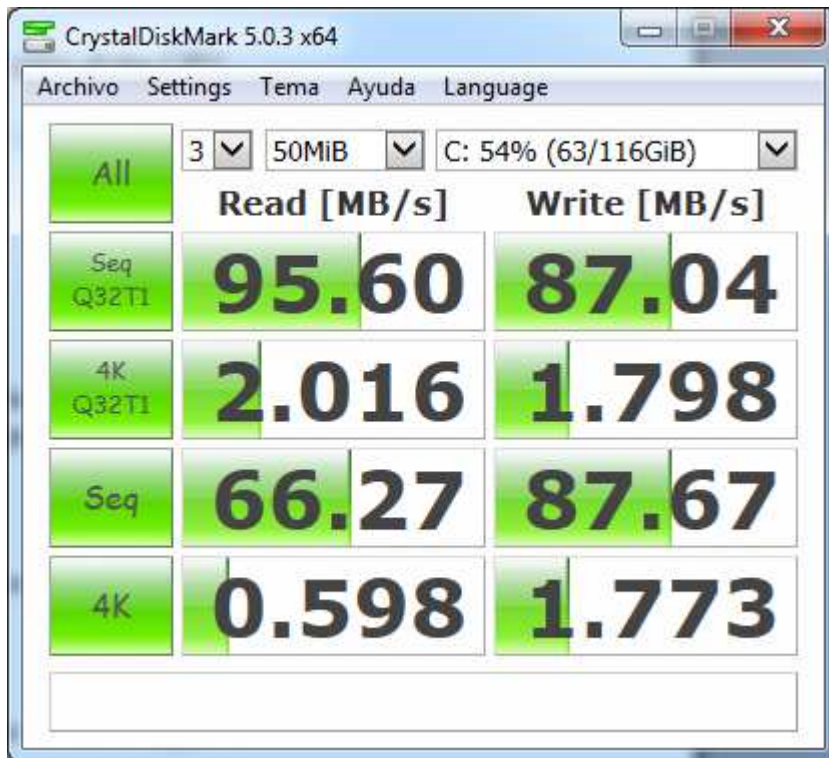 CrystalDiskMark 5.0.3 x64
Archivo Settings Tema Ayuda Language
All 3 50MiB C: 54% (63/116GiB)
Read [MB/s] Write [MB/s]
Seq
Q32T1 95.60 87.04
4K
Q32T1 2.016 1.798
Seq 66.27 87.67
4K 0.598 1.773